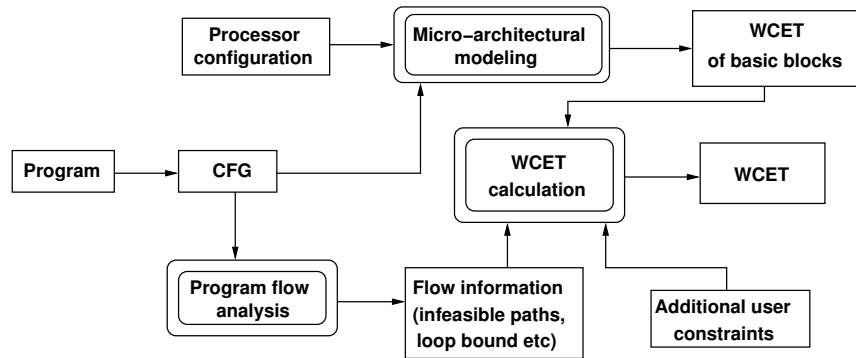 Processor
configuration
Micro−architectural
modeling
WCET
of basic blocks
Program
CFG
WCET
calculation
WCET
Program flow
analysis
Flow information
(infeasible paths,
loop bound etc)
Additional user
constraints